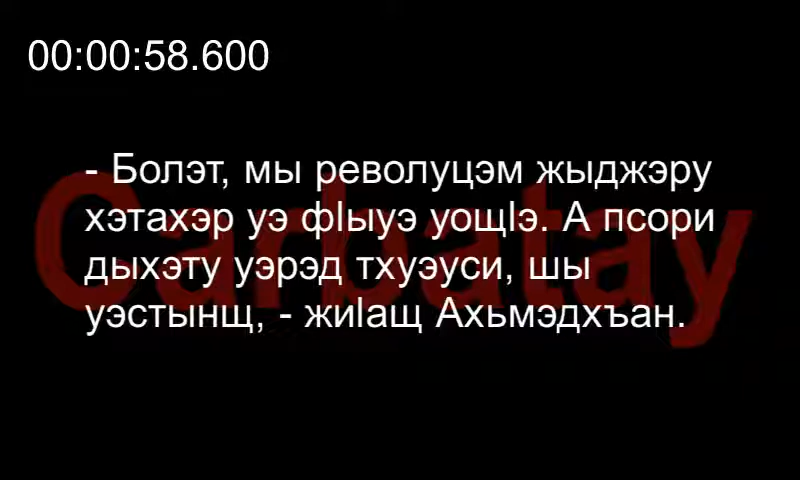 00:00:58.600
- Болэт, мы революцэм жыджэру
хэтахэр уэ фIыуэ уощIэ. А псори
дыхэту уэрэд тхуэуси, шы
уэстынщ, - жиIащ Ахьмэдхъан.
Carbatay